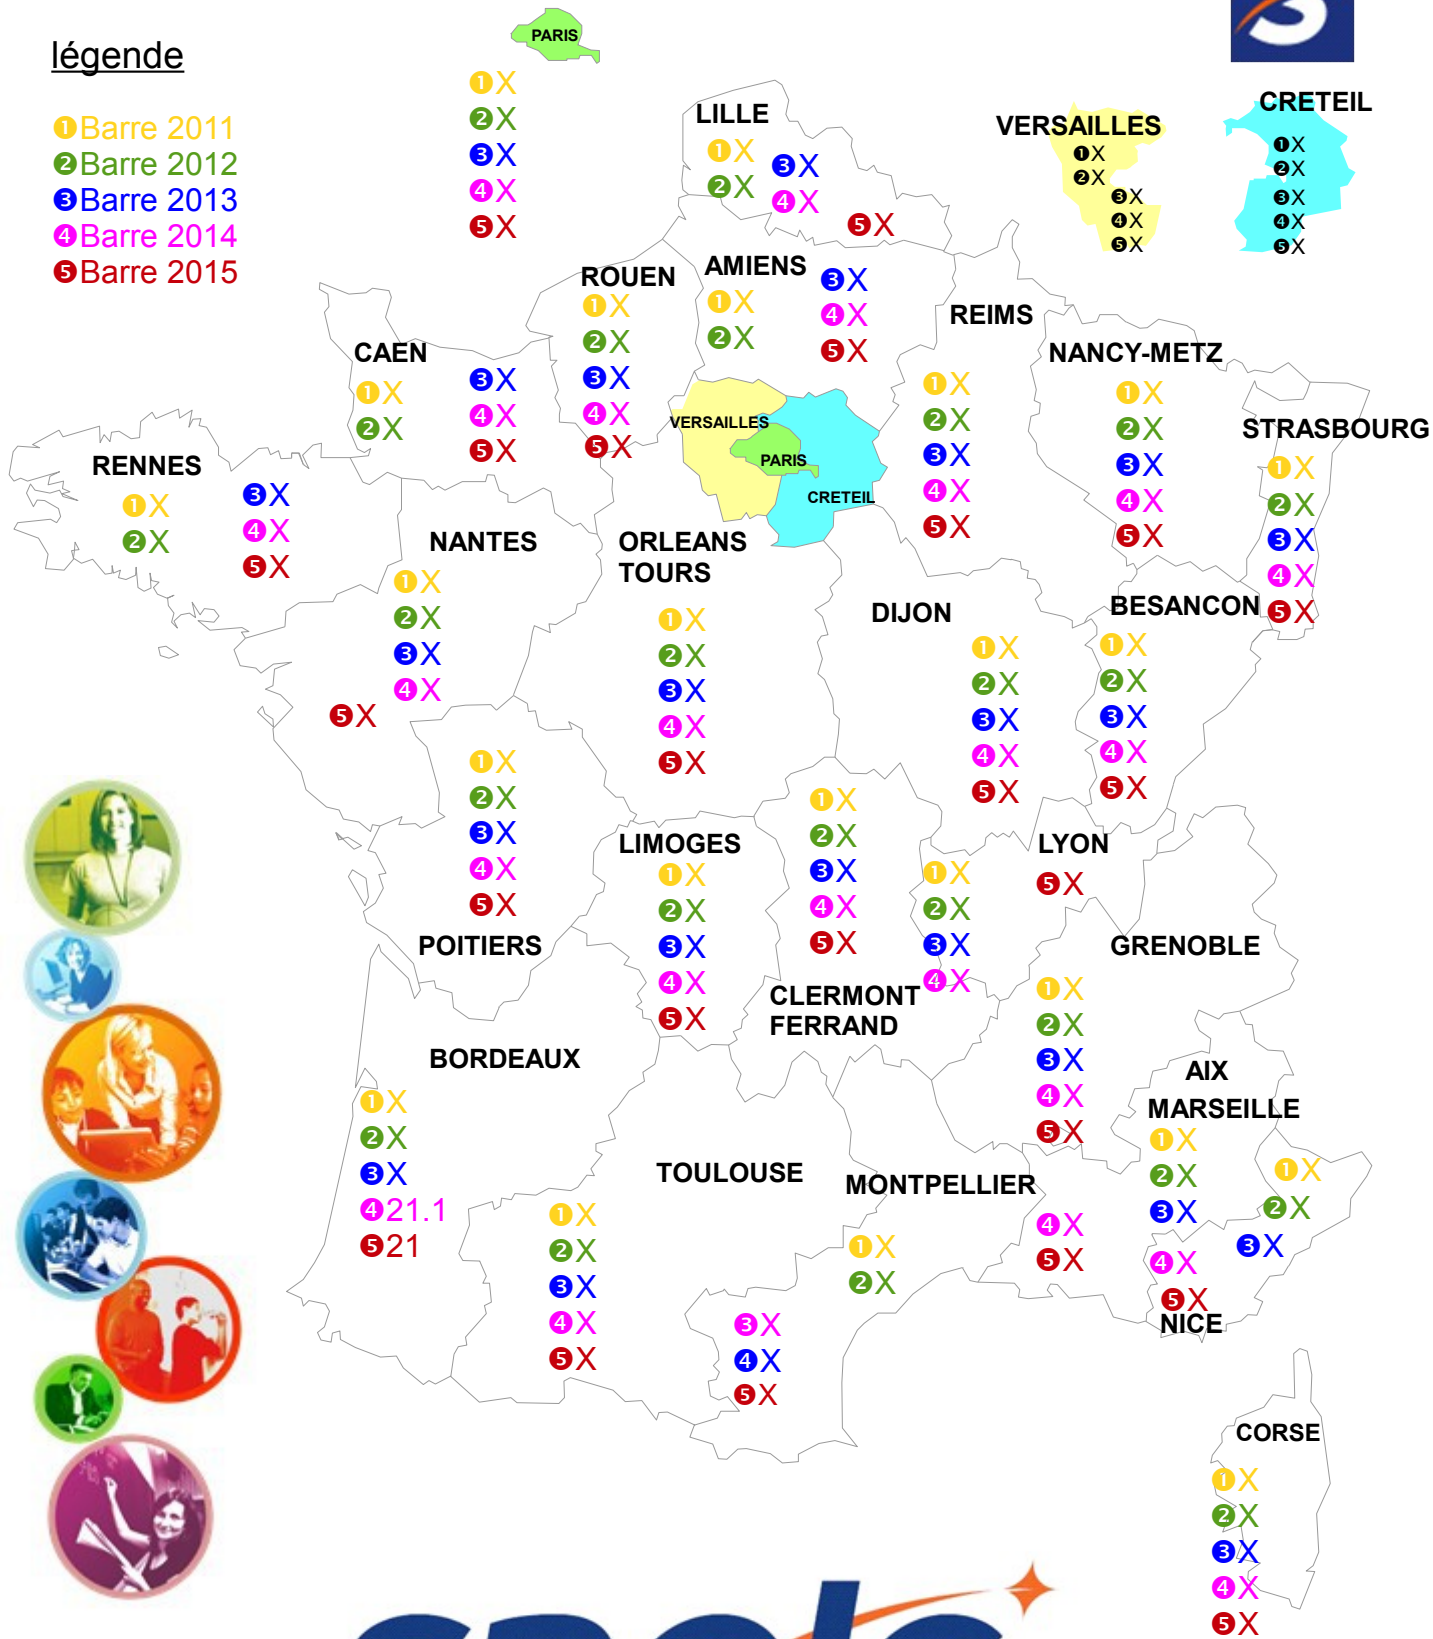 légende
❶Barre 2011
❷Barre 2012
❸Barre 2013
❹Barre 2014
❺Barre 2015
PARIS
❶X
❷X
❸X
❹X
❺X
LILLE
❶X
❷X
❸X
❹X
❺X
VERSAILLES
❶X
❷X
❸X
❹X
❺X
CRETEIL
❶X
❷X
❸X
❹X
❺X
ROUEN
❶X
❷X
❸X
❹X
❺X
AMIENS
❶X
❷X
❸X
❹X
❺X
REIMS
❶X
❷X
❸X
❹X
❺X
CAEN
❶X
❷X
❸X
❹X
❺X
NANCY-METZ
❶X
❷X
❸X
❹X
❺X
STRASBOURG
❶X
❷X
❸X
❹X
❺X
VERSAILLES
PARIS
CRETEIL
RENNES
❶X
❷X
❸X
❹X
❺X
NANTES
❶X
❷X
❸X
❹X
❺X
ORLEANS
TOURS
❶X
❷X
❸X
❹X
❺X
DIJON
❶X
❷X
❸X
❹X
❺X
BESANCON
❶X
❷X
❸X
❹X
❺X
❶X
❷X
❸X
❹X
❺X
POITIERS
LIMOGES
❶X
❷X
❸X
❹X
❺X
❶X
❷X
❸X
❹X
❺X
CLERMONT
FERRAND
LYON
❶X
❷X
❸X
❹X
❺X
GRENOBLE
❶X
❷X
❸X
❹X
❺X
BORDEAUX
❶X
❷X
❸X
❹21.1
❺21
TOULOUSE
❶X
❷X
❸X
❹X
❺X
MONTPELLIER
❶X
❷X
❸X
❹X
❺X
AIX
MARSEILLE
❶X
❷X
❸X
❹X
❺X
❶X
❷X
❸X
❹X
❺X
NICE
CORSE
❶X
❷X
❸X
❹X
❺X